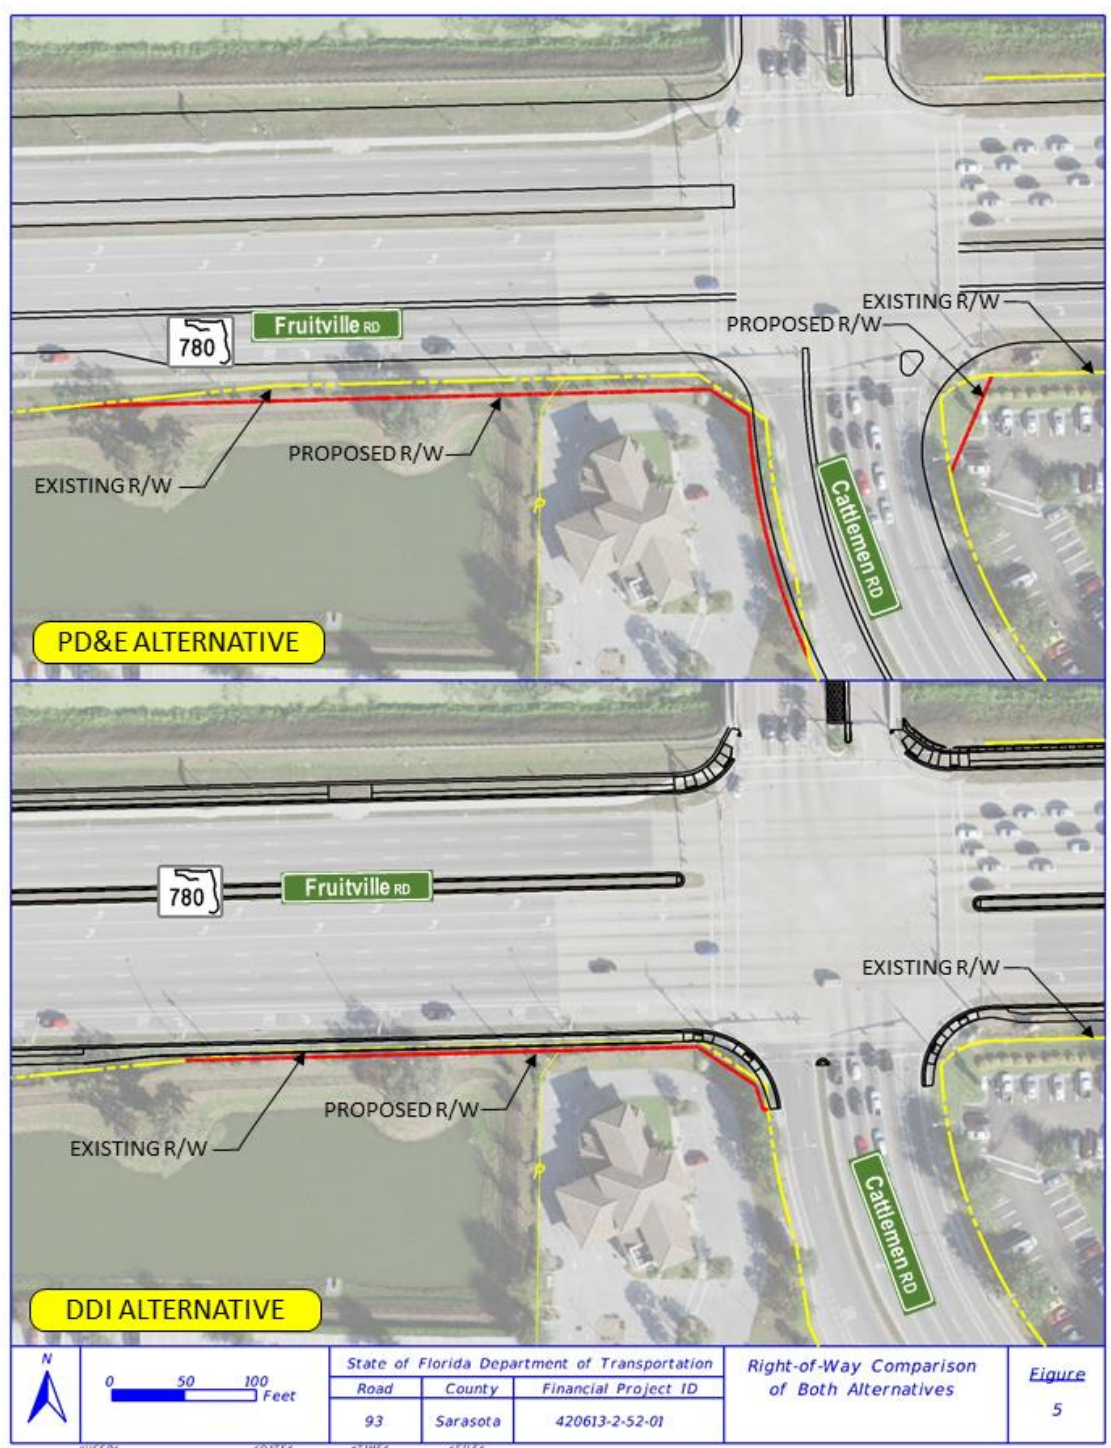 EXISTING R/W
PROPOSED R/W
Fruitville RD
780
PROPOSED R/W
EXISTING R/W
P
Cattlemen RD
PD&E ALTERNATIVE
780
Fruitville RD
EXISTING R/W
PROPOSED R/W
EXISTING R/W
P
Cattlemen RD
DDI ALTERNATIVE
N
0 50 100
Feet
State of Florida Department of Transportation
Road County Financial Project ID
93 Sarasota 420613-2-52-01
Right-of-Way Comparison
of Both Alternatives
Figure
5